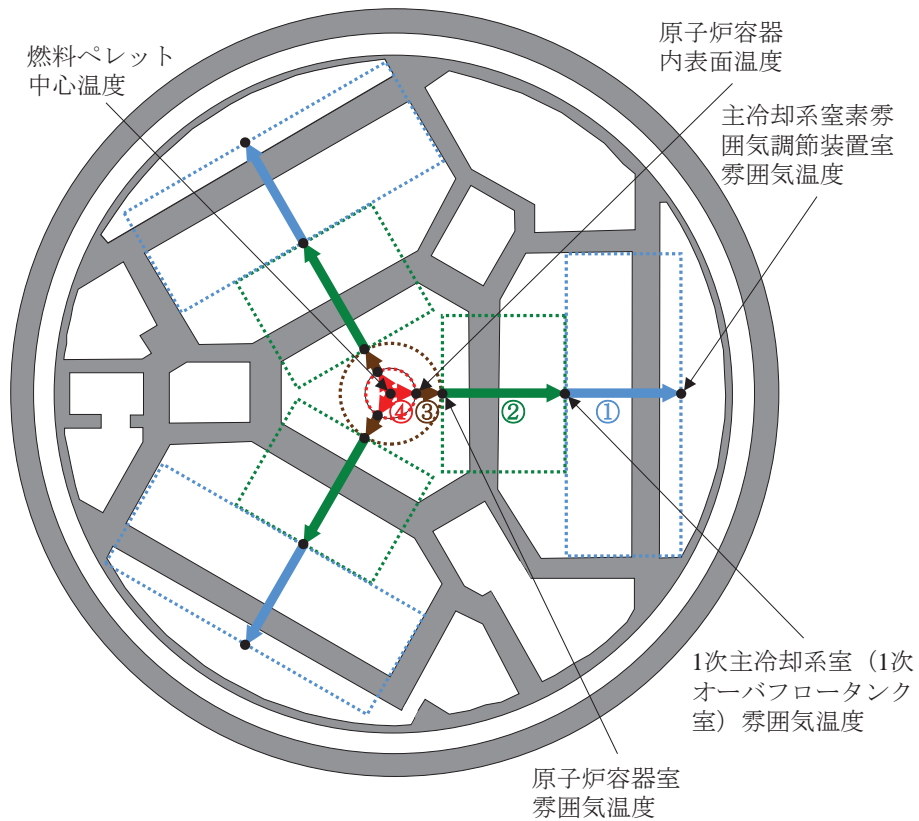 燃料ペレット
中心温度
原子炉容器
内表面温度
主冷却系窒素雰
囲気調節装置室
雰囲気温度
④
③
②
①
1次主冷却系室（1次
オーバフロータンク
室）雰囲気温度
原子炉容器室
雰囲気温度